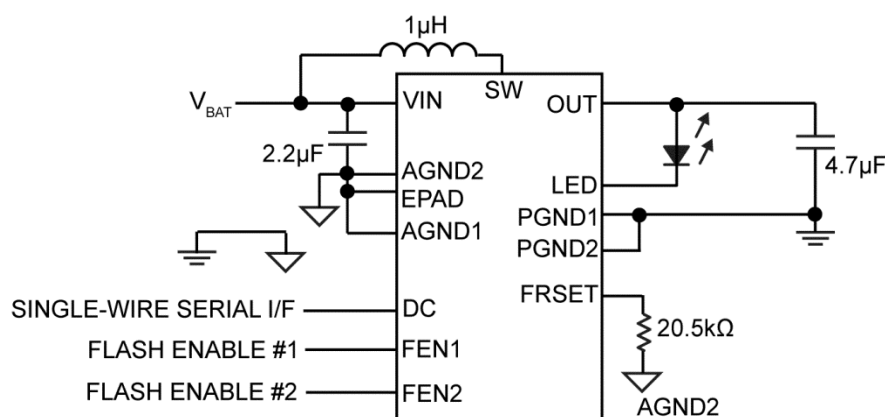 1µH
SW
V_BAT
VIN
OUT
2.2µF
4.7µF
AGND2
LED
EPAD
PGND1
AGND1
PGND2
FRSET
SINGLE-WIRE SERIAL I/F
DC
20.5kΩ
FLASH ENABLE #1
FEN1
FLASH ENABLE #2
FEN2
AGND2